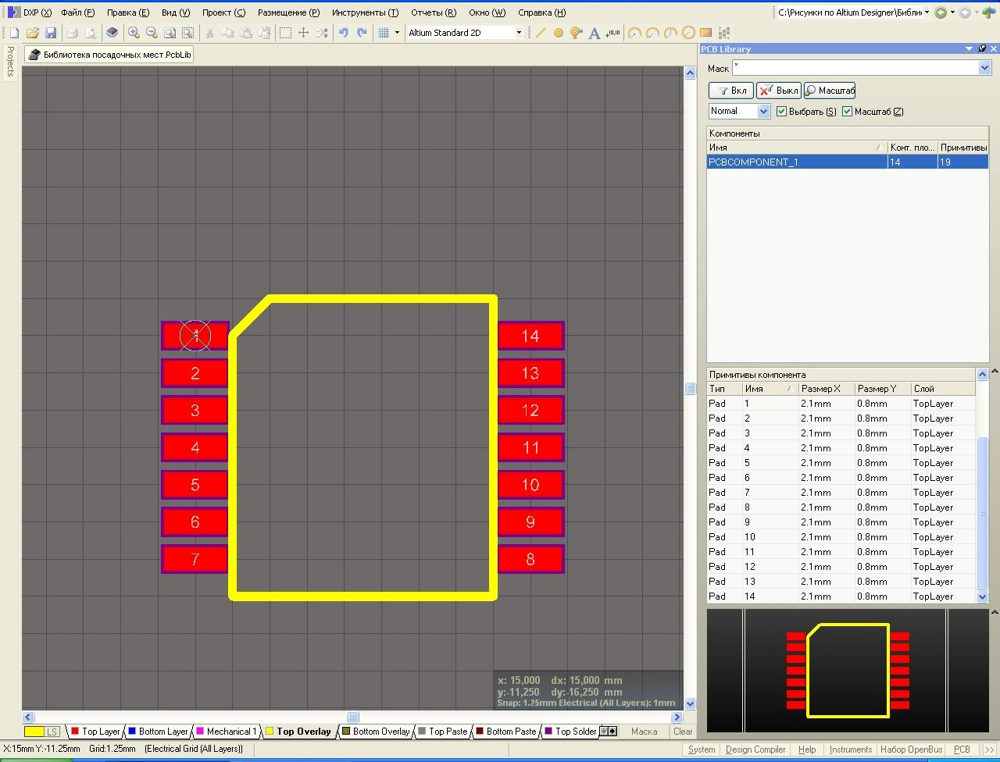 DXP (X) Файл (F) Правка (E) Вид (V) Проект (C) Размещение (P) Инструменты (T) Отчеты (R) Окно (W) Справка (H) C:\Рисунки по Altium Designer\Библи
Altium Standard 2D
+10,10
Projects
Библиотека посадочных мест.PcbLib
PCB Library
Маск *
Вкл Выкл Масштаб
Normal Выбрать (S) Масштаб (Z)
Компоненты
Имя Конт. пло... Примитивы
PCBCOMPONENT_1 14 19
1 14
2 13
3 12
4 11
5 10
6 9
7 8
Примитивы компонента
Тип Имя Размер X Размер Y Слой
Pad 1 2.1mm 0.8mm TopLayer
Pad 2 2.1mm 0.8mm TopLayer
Pad 3 2.1mm 0.8mm TopLayer
Pad 4 2.1mm 0.8mm TopLayer
Pad 5 2.1mm 0.8mm TopLayer
Pad 6 2.1mm 0.8mm TopLayer
Pad 7 2.1mm 0.8mm TopLayer
Pad 8 2.1mm 0.8mm TopLayer
Pad 9 2.1mm 0.8mm TopLayer
Pad 10 2.1mm 0.8mm TopLayer
Pad 11 2.1mm 0.8mm TopLayer
Pad 12 2.1mm 0.8mm TopLayer
Pad 13 2.1mm 0.8mm TopLayer
Pad 14 2.1mm 0.8mm TopLayer
x: 15,000 dx: 15,000 mm
y:-11,250 dy:-16,250 mm
Snap: 1.25mm Electrical (All Layers): 1mm
LS Top Layer Bottom Layer Mechanical 1 Top Overlay Bottom Overlay Top Paste Bottom Paste Top Solder Маска Clear
X:15mm Y:-11.25mm Grid:1.25mm (Electrical Grid (All Layers)) System Design Compiler Help Instruments Набор OpenBus PCB >>